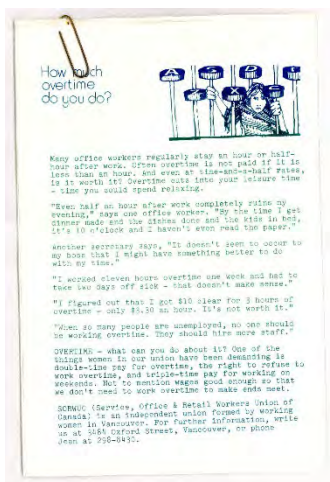 How much
overtime
do you do?
Many office workers regularly stay an hour or half-
hour after work. Often overtime is not paid if it is
less than an hour. And even at time-and-a-half rates,
is it worth it? Overtime cuts into your leisure time
- time you could spend relaxing.
"Even half an hour after work completely ruins my
evening," says one office worker. "By the time I get
dinner made and the dishes done and the kids in bed,
it's 10 o'clock and I haven't even read the paper."
Another secretary says, "It doesn't seem to occur to
my boss that I might have something better to do
with my time."
"I worked eleven hours overtime one week and had to
take two days off sick - that doesn't make sense."
"I figured out that I got $10 clear for 3 hours of
overtime - only $3.30 an hour. It's not worth it."
"When so many people are unemployed, no one should
be working overtime. They should hire more staff."
OVERTIME - what can you do about it? One of the
things women in our union have been demanding is
double-time pay for overtime, the right to refuse to
work overtime, and triple-time pay for working on
weekends. Not to mention wages good enough so that
we don't need to work overtime to make ends meet.
SORWUC (Service, Office & Retail Workers Union of
Canada) is an independent union formed by working
women in Vancouver. For further information, write
us at 5484 Oxford Street, Vancouver, or phone
Jean at 298-8430.